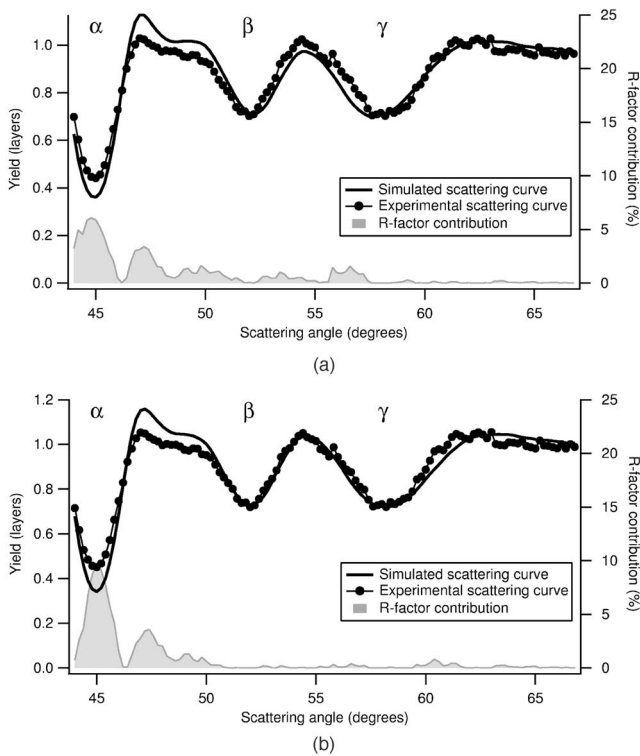 α
β
γ
25
20
15
10
5
0
1.0
0.8
0.6
0.4
0.2
0.0
Yield (layers)
R-factor contribution (%)
Simulated scattering curve
Experimental scattering curve
R-factor contribution
45
50
55
60
65
Scattering angle (degrees)
(a)
α
β
γ
25
20
15
10
5
0
1.2
1.0
0.8
0.6
0.4
0.2
0.0
Yield (layers)
R-factor contribution (%)
Simulated scattering curve
Experimental scattering curve
R-factor contribution
45
50
55
60
65
Scattering angle (degrees)
(b)